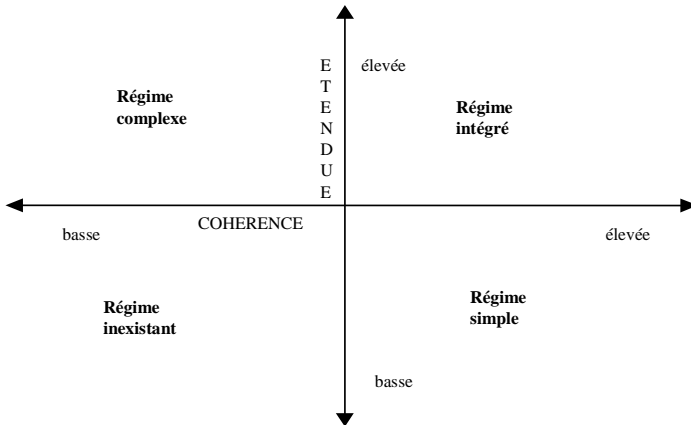 ETENDUE
élevée
Régime
complexe
Régime
intégré
COHERENCE
basse
élevée
Régime
inexistant
Régime
simple
basse